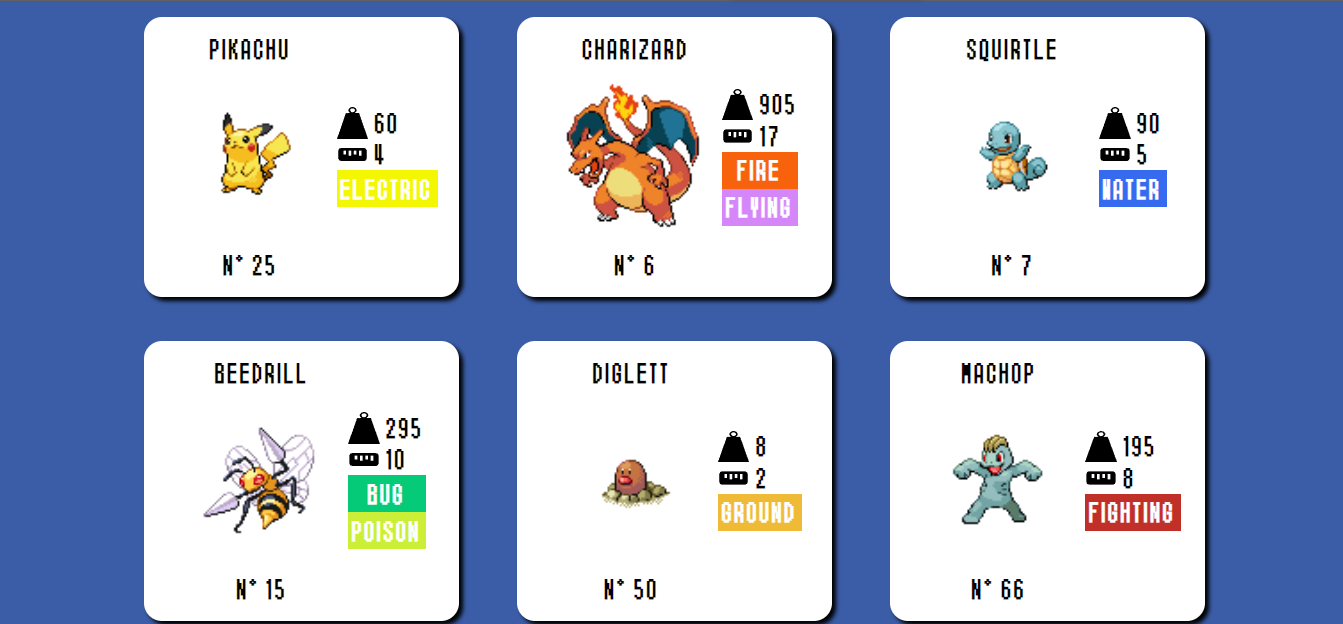 PIKACHU
60
4
ELECTRIC
N° 25
CHARIZARD
905
17
FIRE
FLYING
N° 6
SQUIRTLE
90
5
WATER
N° 7
BEEDRILL
295
10
BUG
POISON
N° 15
DIGLETT
8
2
GROUND
N° 50
MACHOP
195
8
FIGHTING
N° 66